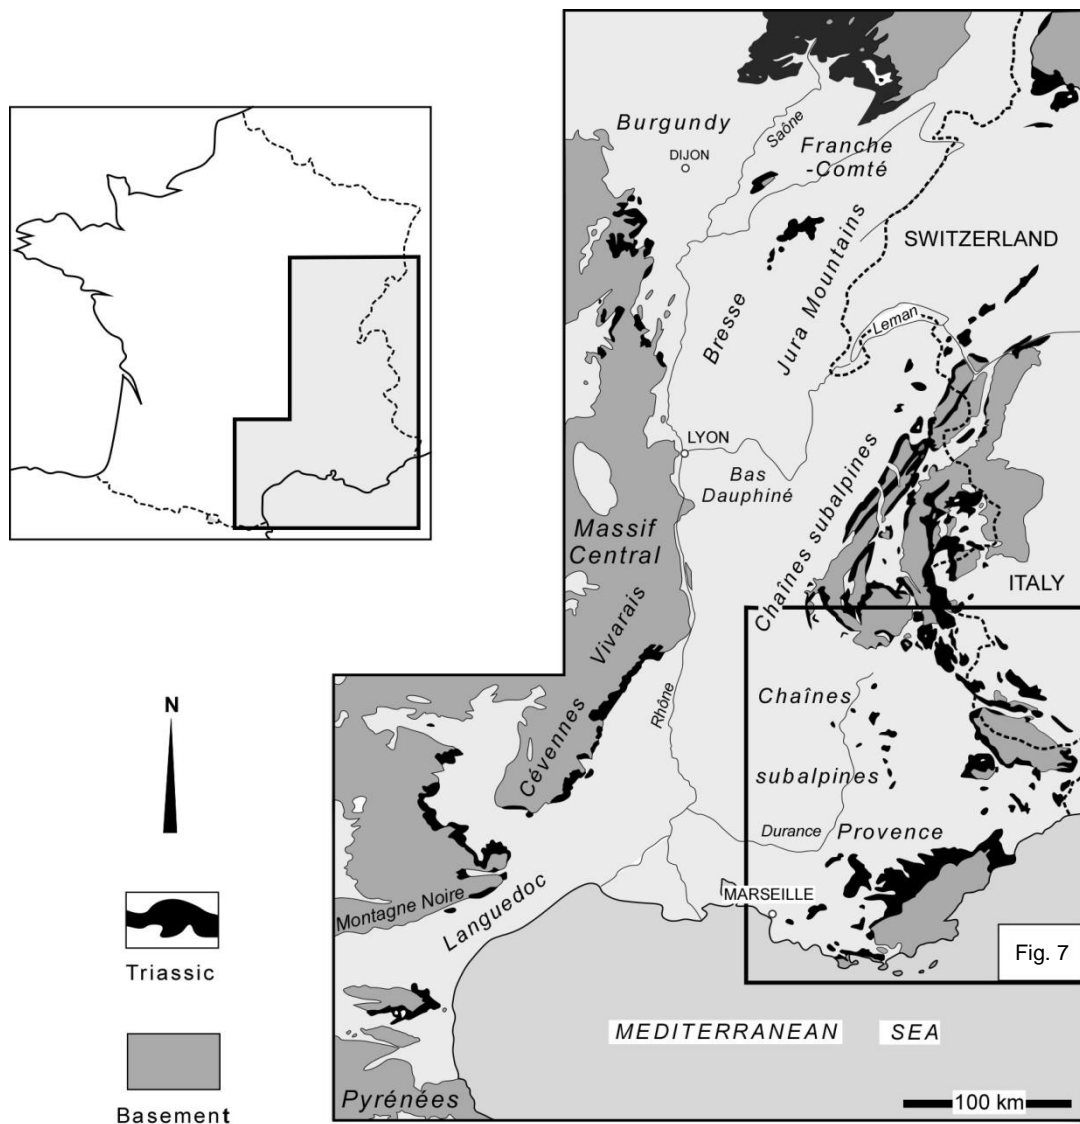 Burgundy
DIJON
Saône
Franche
-Comté
SWITZERLAND
Jura Mountains
Bresse
Leman
LYON
Bas
Dauphiné
Chaînes subalpines
Massif
Central
ITALY
Vivarais
Cévennes
Rhône
Chaînes
subalpines
Durance
Provence
MARSEILLE
Montagne Noire
Languedoc
Fig. 7
MEDITERRANEAN SEA
Pyrénées
100 km
N
Triassic
Basement